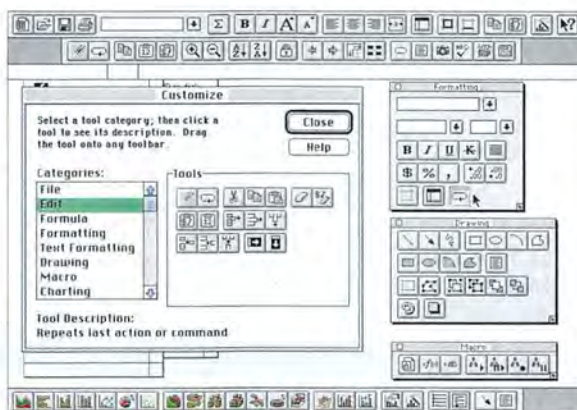 Σ B I A A
Customize
Select a tool category; then click a
tool to see its description. Drag
the tool onto any toolbar.
Close
Help
Categories:
File
Edit
Formula
Formatting
Text Formatting
Drawing
Macro
Charting
Tools
Tool Description:
Repeats last action or command
Formatting
B I U K
$ % ,
Drawing
Macro